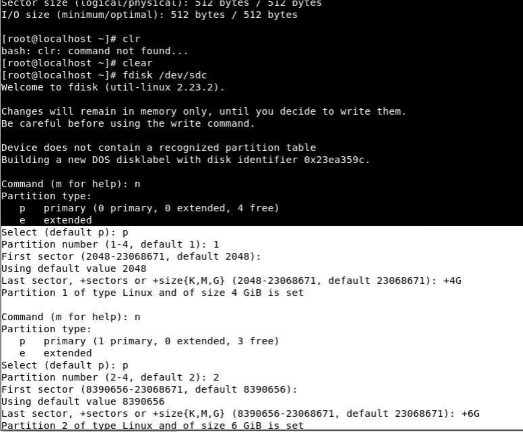 Sector size (logical/physical): 512 bytes / 512 bytes
I/O size (minimum/optimal): 512 bytes / 512 bytes

[root@localhost ~]# clr
bash: clr: command not found...
[root@localhost ~]# clear
[root@localhost ~]# fdisk /dev/sdc
Welcome to fdisk (util-linux 2.23.2).

Changes will remain in memory only, until you decide to write them.
Be careful before using the write command.

Device does not contain a recognized partition table
Building a new DOS disklabel with disk identifier 0x23ea359c.

Command (m for help): n
Partition type:
   p   primary (0 primary, 0 extended, 4 free)
   e   extended
Select (default p): p
Partition number (1-4, default 1): 1
First sector (2048-23068671, default 2048):
Using default value 2048
Last sector, +sectors or +size{K,M,G} (2048-23068671, default 23068671): +4G
Partition 1 of type Linux and of size 4 GiB is set

Command (m for help): n
Partition type:
   p   primary (1 primary, 0 extended, 3 free)
   e   extended
Select (default p): p
Partition number (2-4, default 2): 2
First sector (8390656-23068671, default 8390656):
Using default value 8390656
Last sector, +sectors or +size{K,M,G} (8390656-23068671, default 23068671): +6G
Partition 2 of type Linux and of size 6 GiB is set